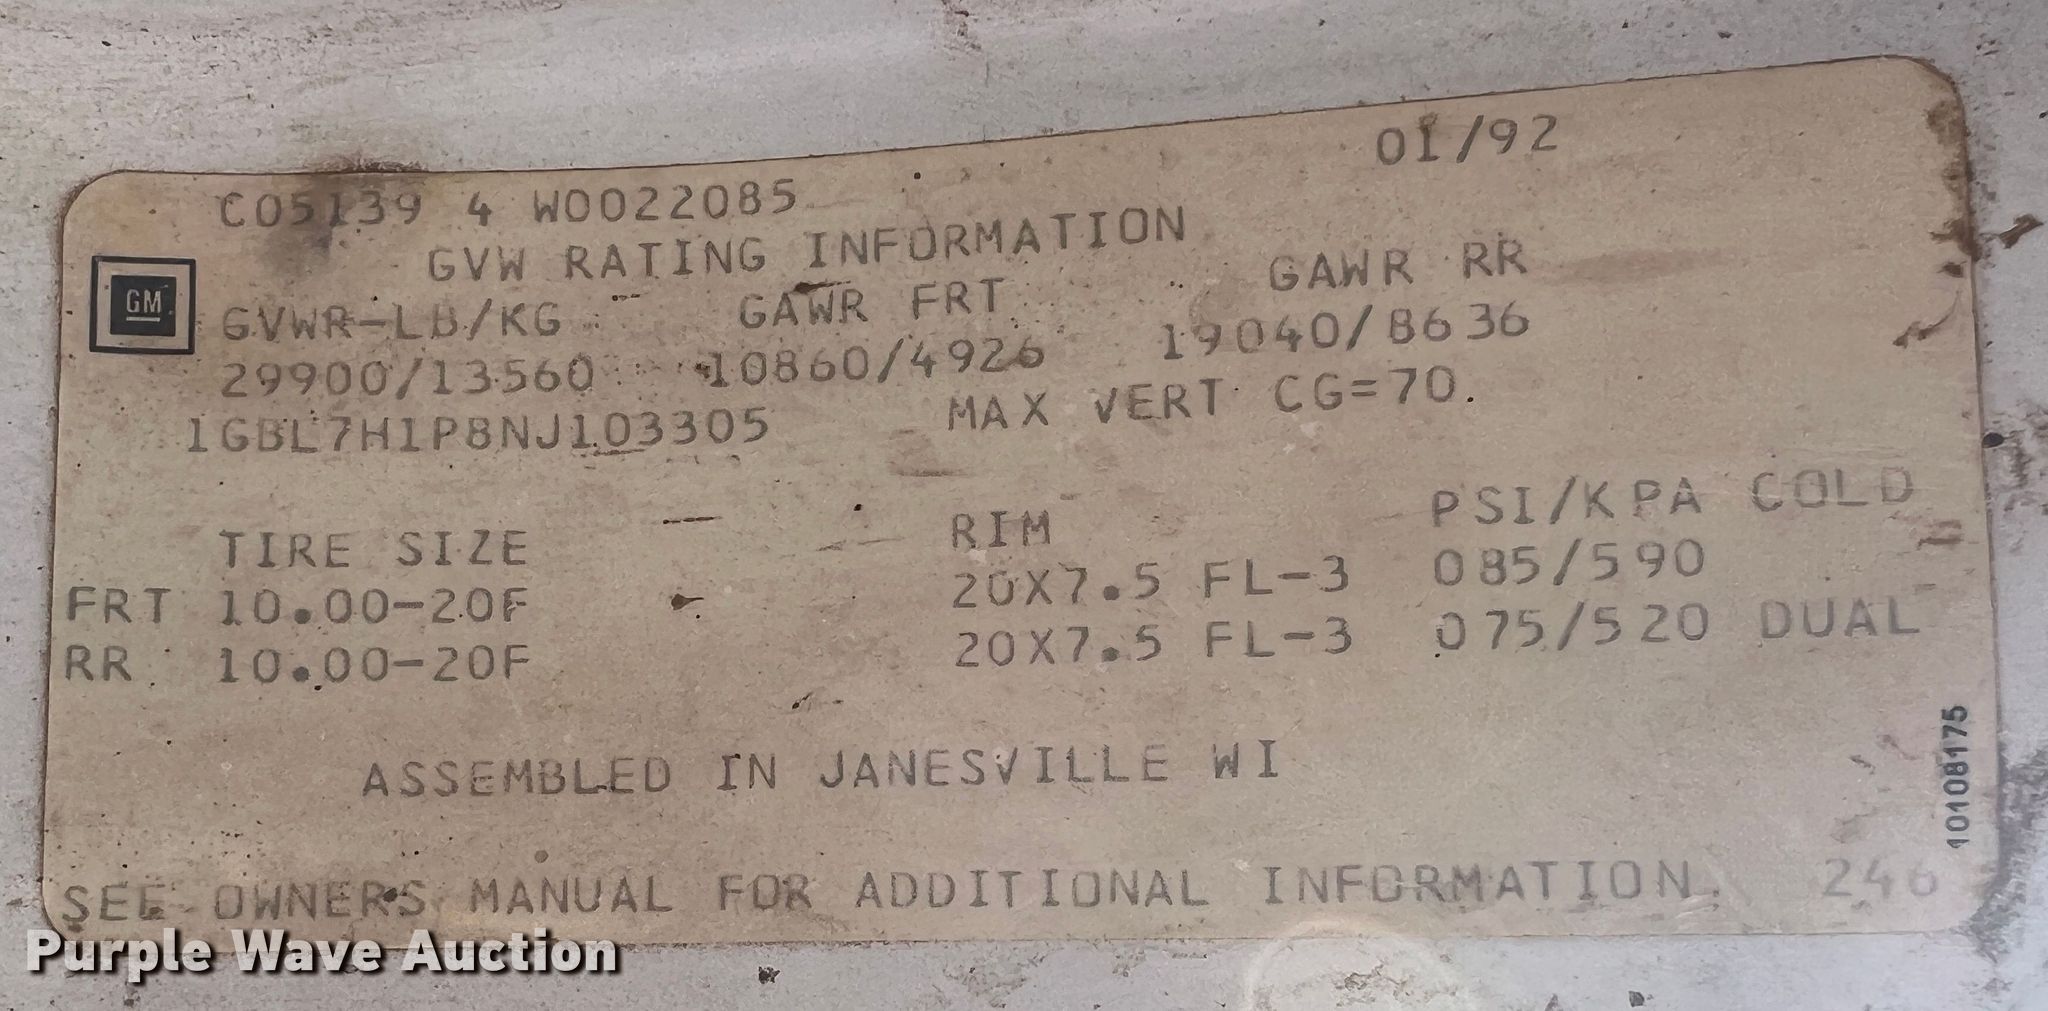 01/92
C05139 4 W0022085
GVW RATING INFORMATION
GM
GVWR-LB/KG GAWR FRT GAWR RR
29900/13560 10860/4926 19040/8636
1GBL7H1P8NJ103305 MAX VERT CG=70.
TIRE SIZE RIM PSI/KPA COLD
FRT 10.00-20F 20X7.5 FL-3 085/590
RR 10.00-20F 20X7.5 FL-3 075/520 DUAL
ASSEMBLED IN JANESVILLE WI
10108175
SEE OWNERS MANUAL FOR ADDITIONAL INFORMATION. 246
Purple Wave Auction